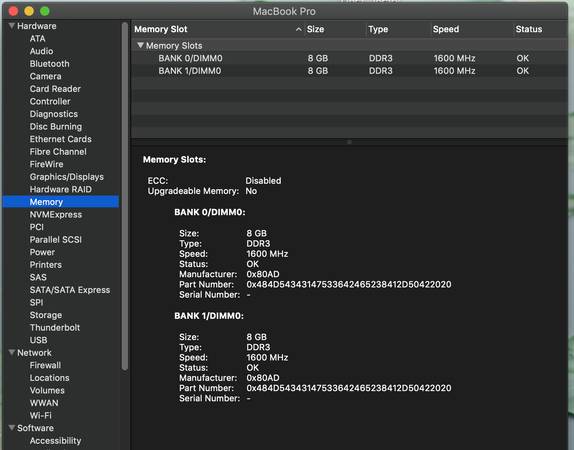 MacBook Pro
Hardware
ATA
Audio
Bluetooth
Camera
Card Reader
Controller
Diagnostics
Disc Burning
Ethernet Cards
Fibre Channel
FireWire
Graphics/Displays
Hardware RAID
Memory
NVMExpress
PCI
Parallel SCSI
Power
Printers
SAS
SATA/SATA Express
SPI
Storage
Thunderbolt
USB
Network
Firewall
Locations
Volumes
WWAN
Wi-Fi
Software
Accessibility
Memory Slot Size Type Speed Status
Memory Slots
BANK 0/DIMM0 8 GB DDR3 1600 MHz OK
BANK 1/DIMM0 8 GB DDR3 1600 MHz OK
Memory Slots:
ECC: Disabled
Upgradeable Memory: No
BANK 0/DIMM0:
Size: 8 GB
Type: DDR3
Speed: 1600 MHz
Status: OK
Manufacturer: 0x80AD
Part Number: 0x484D54343147533642465238412D50422020
Serial Number: -
BANK 1/DIMM0:
Size: 8 GB
Type: DDR3
Speed: 1600 MHz
Status: OK
Manufacturer: 0x80AD
Part Number: 0x484D54343147533642465238412D50422020
Serial Number: -